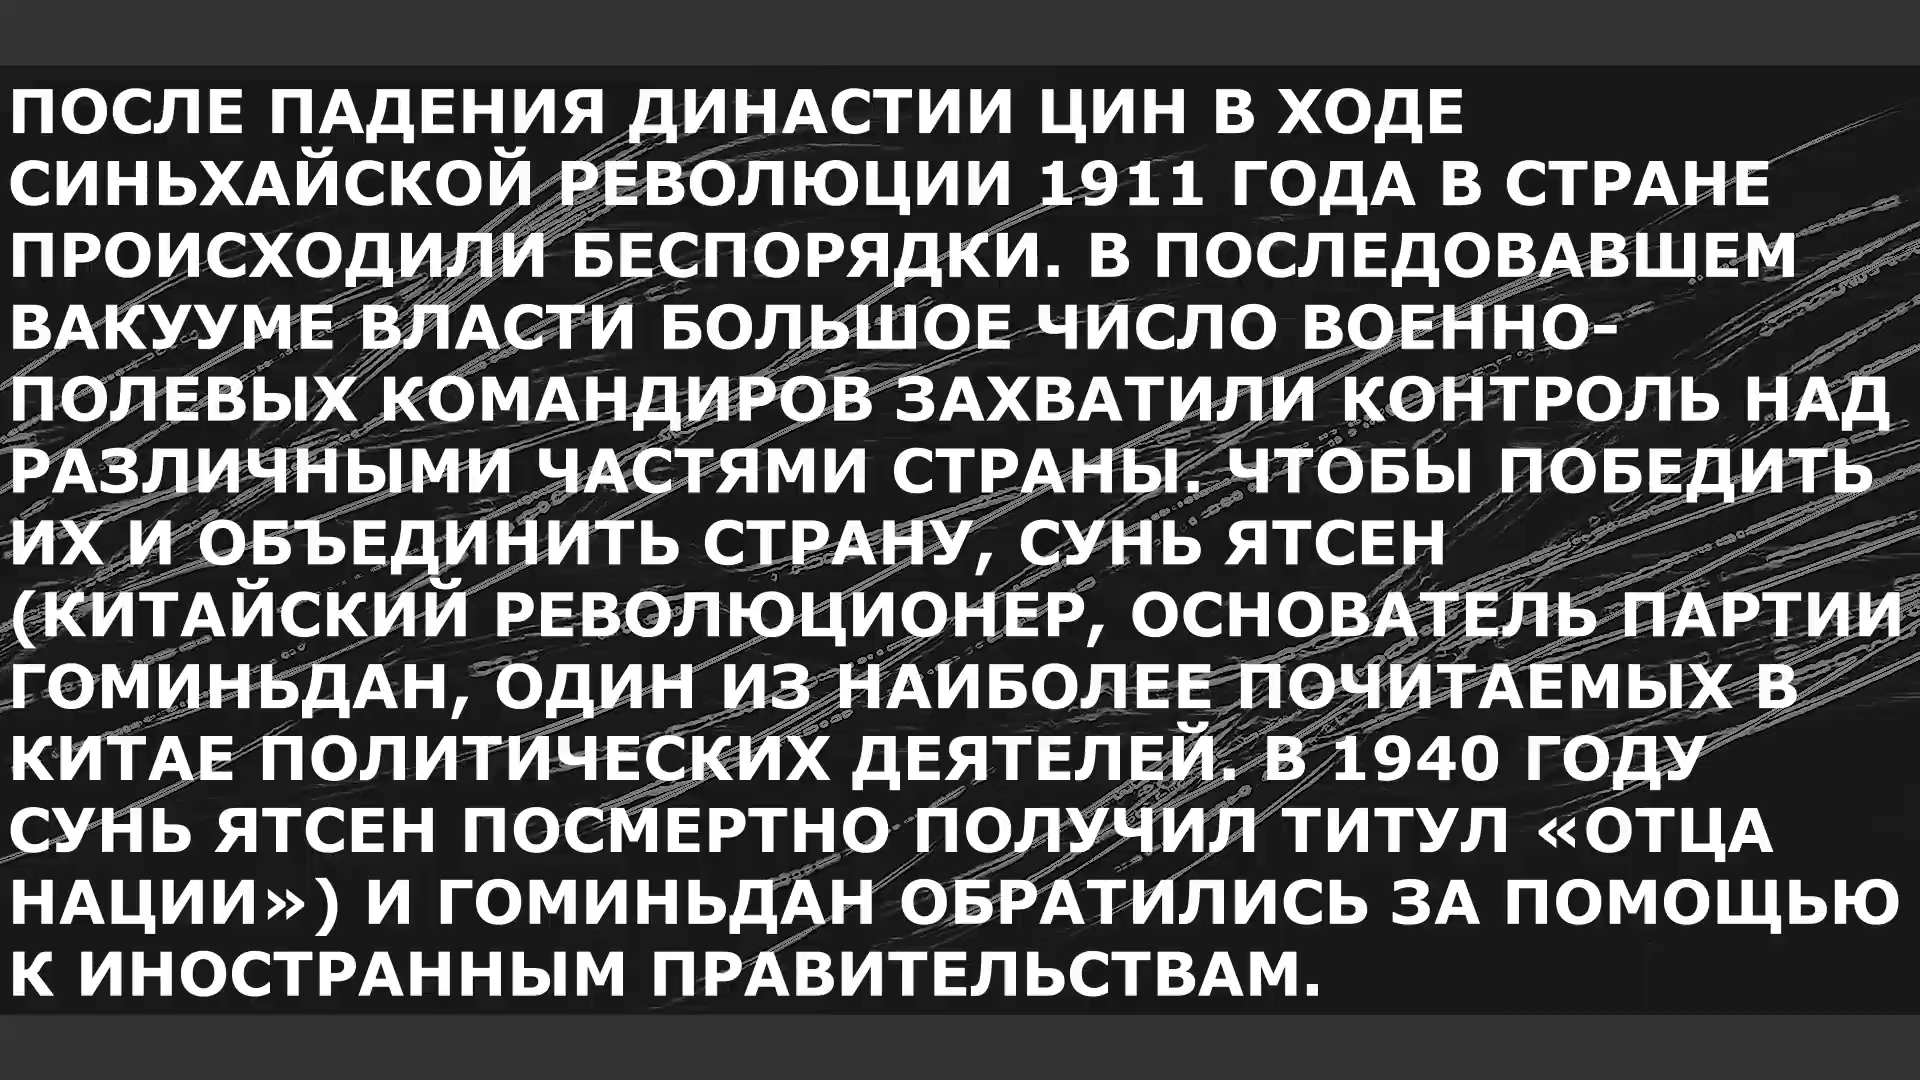 ПОСЛЕ ПАДЕНИЯ ДИНАСТИИ ЦИН В ХОДЕ
СИНЬХАЙСКОЙ РЕВОЛЮЦИИ 1911 ГОДА В СТРАНЕ
ПРОИСХОДИЛИ БЕСПОРЯДКИ. В ПОСЛЕДОВАВШЕМ
ВАКУУМЕ ВЛАСТИ БОЛЬШОЕ ЧИСЛО ВОЕННО-
ПОЛЕВЫХ КОМАНДИРОВ ЗАХВАТИЛИ КОНТРОЛЬ НАД
РАЗЛИЧНЫМИ ЧАСТЯМИ СТРАНЫ. ЧТОБЫ ПОБЕДИТЬ
ИХ И ОБЪЕДИНИТЬ СТРАНУ, СУНЬ ЯТСЕН
(КИТАЙСКИЙ РЕВОЛЮЦИОНЕР, ОСНОВАТЕЛЬ ПАРТИИ
ГОМИНЬДАН, ОДИН ИЗ НАИБОЛЕЕ ПОЧИТАЕМЫХ В
КИТАЕ ПОЛИТИЧЕСКИХ ДЕЯТЕЛЕЙ. В 1940 ГОДУ
СУНЬ ЯТСЕН ПОСМЕРТНО ПОЛУЧИЛ ТИТУЛ «ОТЦА
НАЦИИ») И ГОМИНЬДАН ОБРАТИЛИСЬ ЗА ПОМОЩЬЮ
К ИНОСТРАННЫМ ПРАВИТЕЛЬСТВАМ.